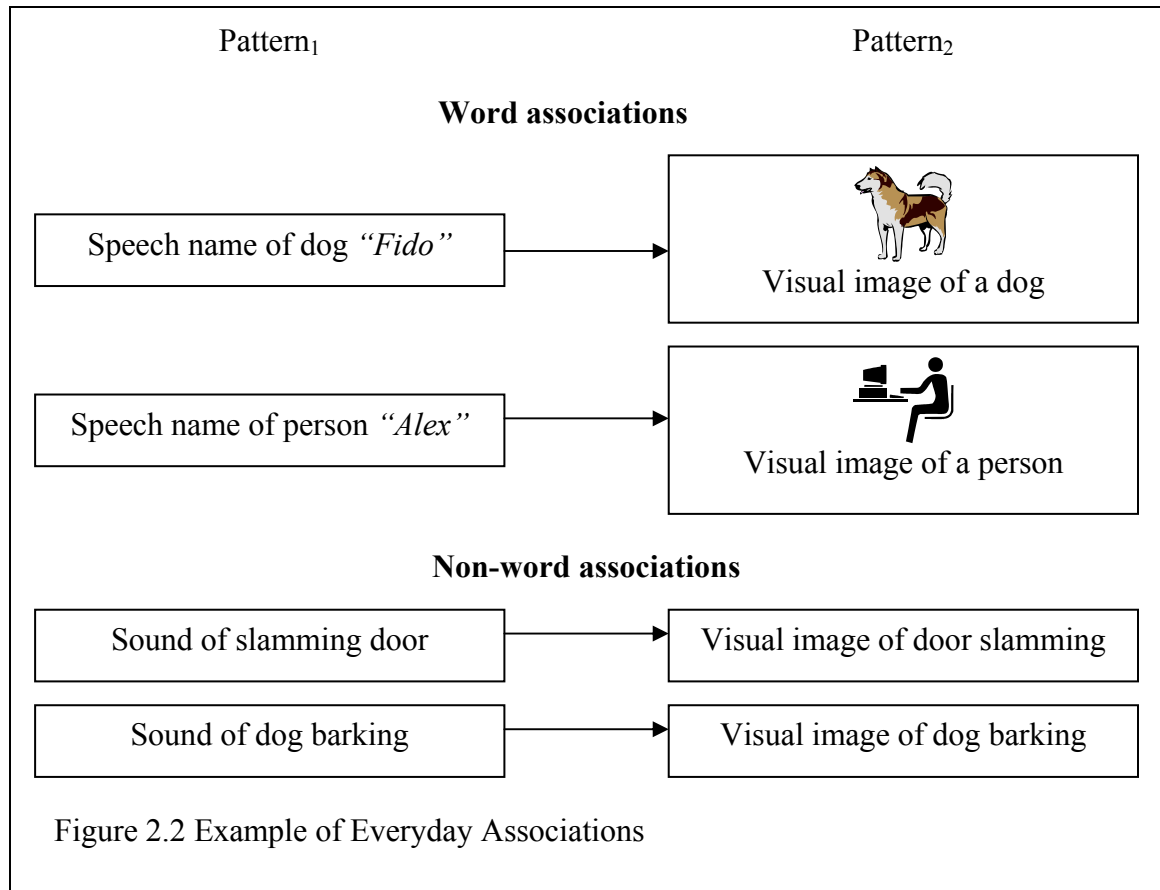 Pattern₁ Pattern₂
Word associations
Speech name of dog “Fido”
Visual image of a dog
Speech name of person “Alex”
Visual image of a person
Non-word associations
Sound of slamming door
Visual image of door slamming
Sound of dog barking
Visual image of dog barking
Figure 2.2 Example of Everyday Associations